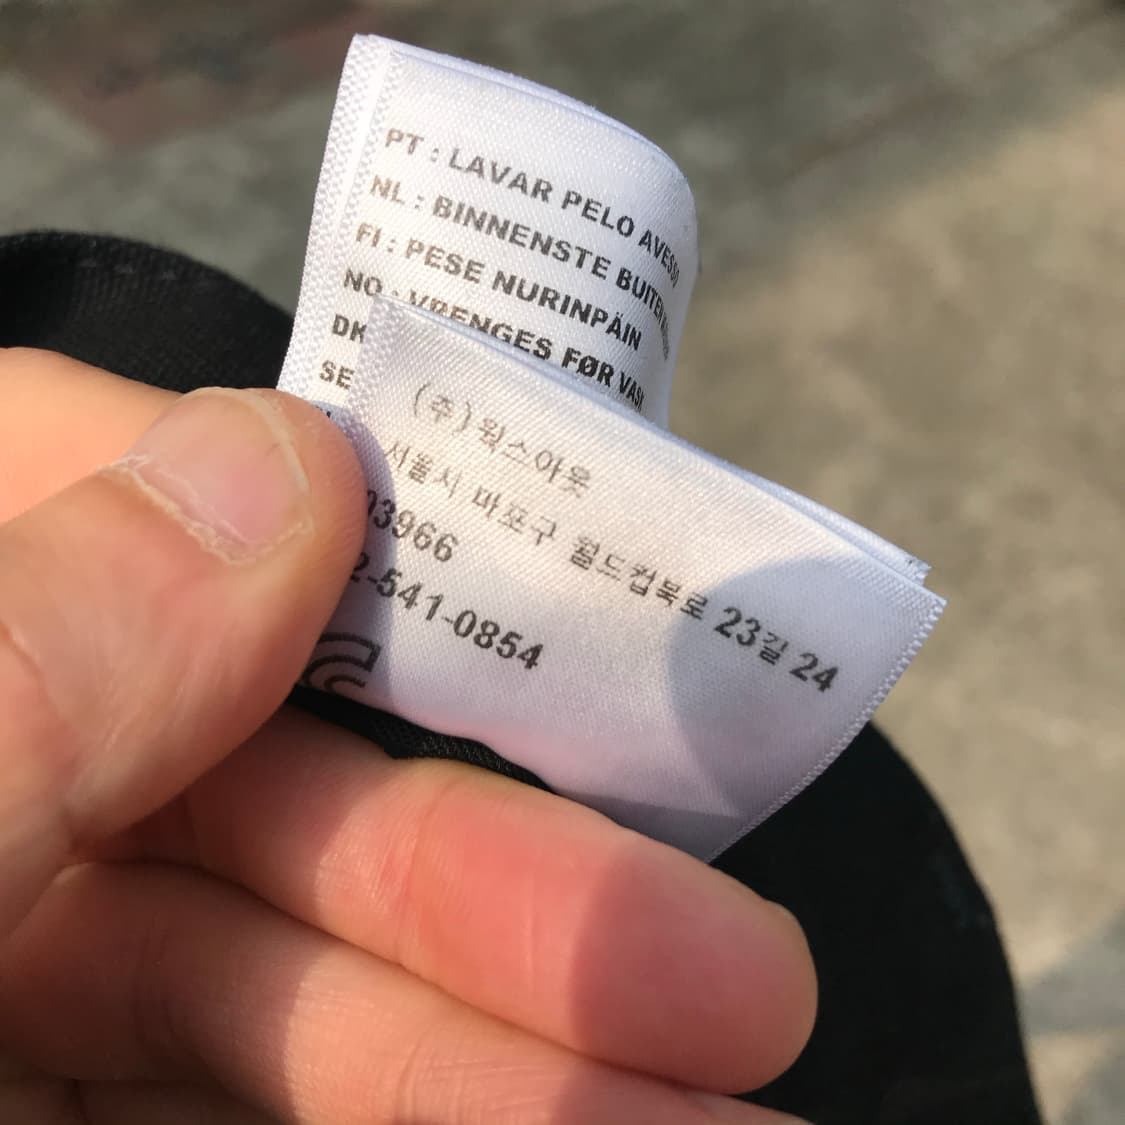 PT : LAVAR PELO AVESSO
NL : BINNENSTE BUITEN
FI : PESE NURINPÄIN
NO : VRENGES FØR VASK
DK
SE
(주)웍스아웃
서울시 마포구 월드컵북로 23길 24
03966
2-541-0854